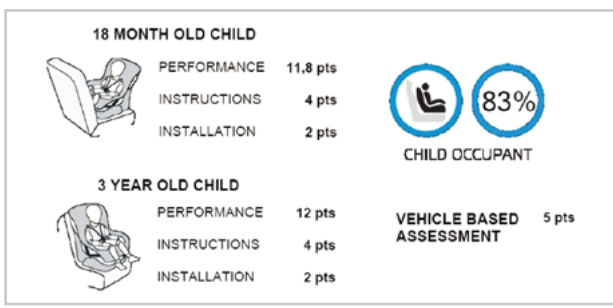 18 MONTH OLD CHILD
PERFORMANCE 11,8 pts
INSTRUCTIONS 4 pts
INSTALLATION 2 pts
83%
CHILD OCCUPANT
3 YEAR OLD CHILD
PERFORMANCE 12 pts
INSTRUCTIONS 4 pts
INSTALLATION 2 pts
VEHICLE BASED 5 pts
ASSESSMENT